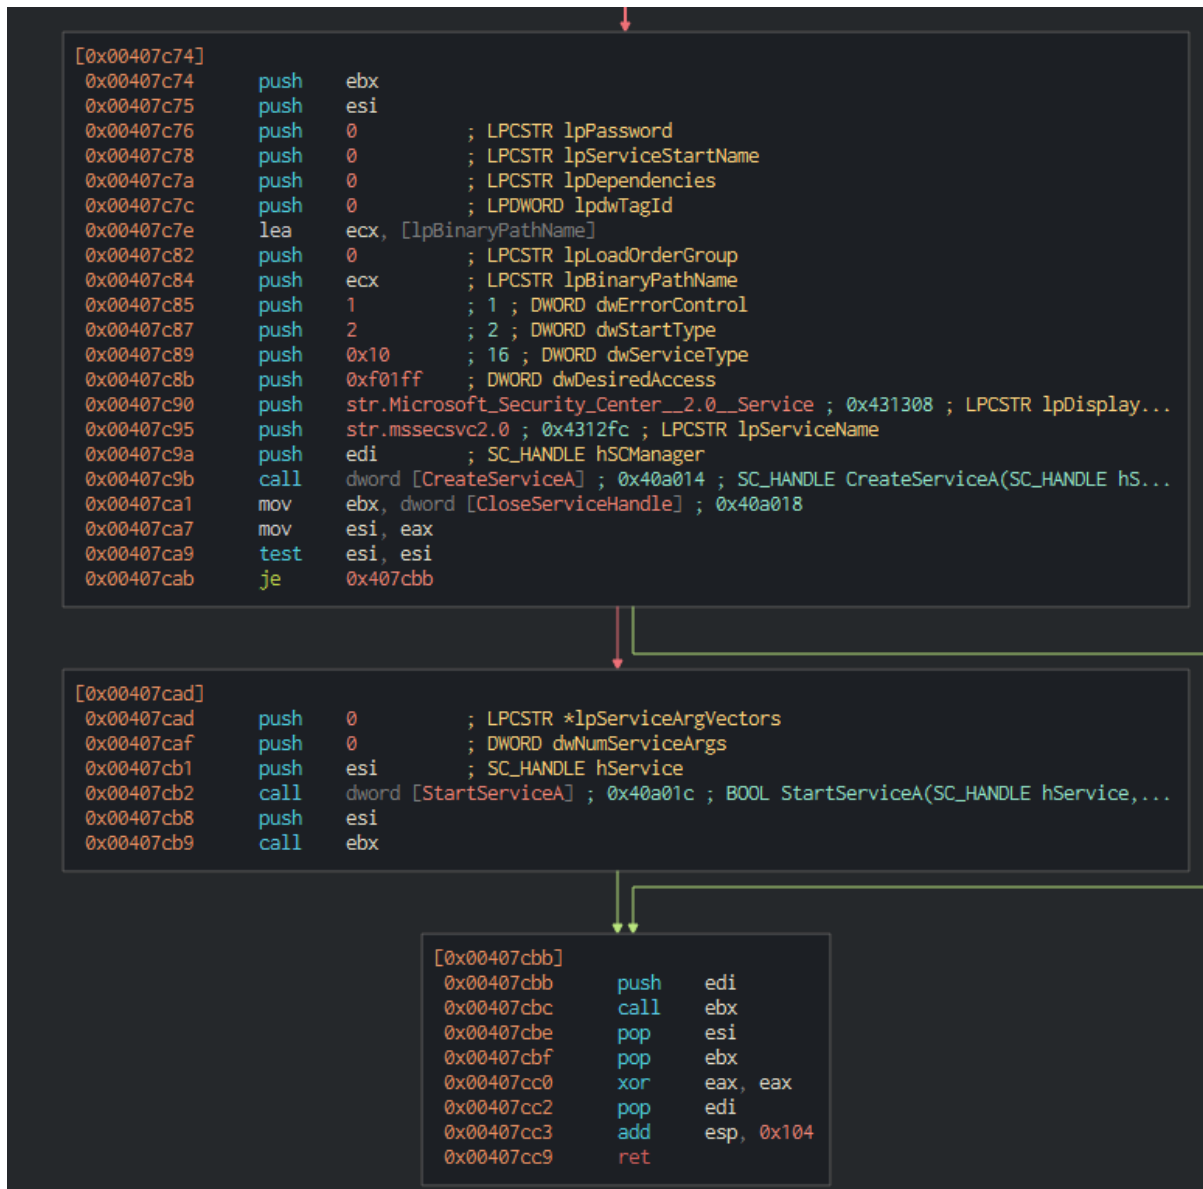 [0x00407c74]
0x00407c74 push ebx
0x00407c75 push esi
0x00407c76 push 0 ; LPCSTR lpPassword
0x00407c78 push 0 ; LPCSTR lpServiceStartName
0x00407c7a push 0 ; LPCSTR lpDependencies
0x00407c7c push 0 ; LPDWORD lpdwTagId
0x00407c7e lea ecx, [lpBinaryPathName]
0x00407c82 push 0 ; LPCSTR lpLoadOrderGroup
0x00407c84 push ecx ; LPCSTR lpBinaryPathName
0x00407c85 push 1 ; 1 ; DWORD dwErrorControl
0x00407c87 push 2 ; 2 ; DWORD dwStartType
0x00407c89 push 0x10 ; 16 ; DWORD dwServiceType
0x00407c8b push 0xf01ff ; DWORD dwDesiredAccess
0x00407c90 push str.Microsoft_Security_Center__2.0__Service ; 0x431308 ; LPCSTR lpDisplay...
0x00407c95 push str.mssecsvc2.0 ; 0x4312fc ; LPCSTR lpServiceName
0x00407c9a push edi ; SC_HANDLE hSCManager
0x00407c9b call dword [CreateServiceA] ; 0x40a014 ; SC_HANDLE CreateServiceA(SC_HANDLE hS...
0x00407ca1 mov ebx, dword [CloseServiceHandle] ; 0x40a018
0x00407ca7 mov esi, eax
0x00407ca9 test esi, esi
0x00407cab je 0x407cbb
[0x00407cad]
0x00407cad push 0 ; LPCSTR *lpServiceArgVectors
0x00407caf push 0 ; DWORD dwNumServiceArgs
0x00407cb1 push esi ; SC_HANDLE hService
0x00407cb2 call dword [StartServiceA] ; 0x40a01c ; BOOL StartServiceA(SC_HANDLE hService,...
0x00407cb8 push esi
0x00407cb9 call ebx
[0x00407cbb]
0x00407cbb push edi
0x00407cbc call ebx
0x00407cbe pop esi
0x00407cbf pop ebx
0x00407cc0 xor eax, eax
0x00407cc2 pop edi
0x00407cc3 add esp, 0x104
0x00407cc9 ret